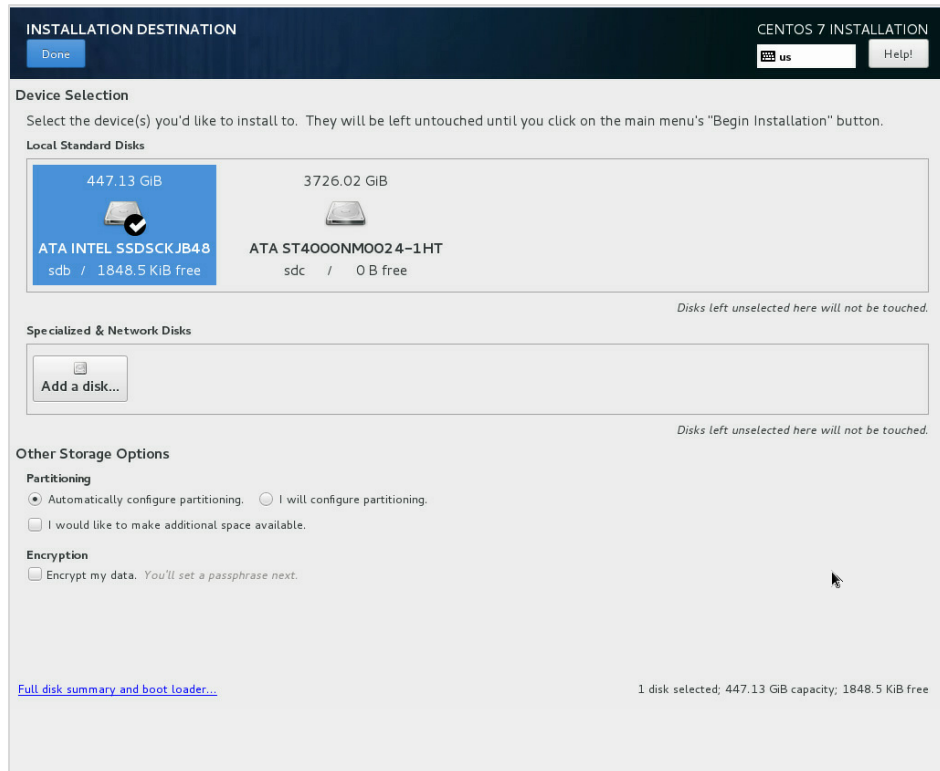 INSTALLATION DESTINATION
CENTOS 7 INSTALLATION
Done
us
Help!
Device Selection
Select the device(s) you'd like to install to. They will be left untouched until you click on the main menu's "Begin Installation" button.
Local Standard Disks
447.13 GiB
3726.02 GiB
ATA INTEL SSDSCKJB48
ATA ST4000NM0024-1HT
sdb / 1848.5 KiB free
sdc / 0 B free
Disks left unselected here will not be touched.
Specialized & Network Disks
Add a disk...
Disks left unselected here will not be touched.
Other Storage Options
Partitioning
Automatically configure partitioning. I will configure partitioning.
I would like to make additional space available.
Encryption
Encrypt my data. You'll set a passphrase next.
Full disk summary and boot loader...
1 disk selected; 447.13 GiB capacity; 1848.5 KiB free